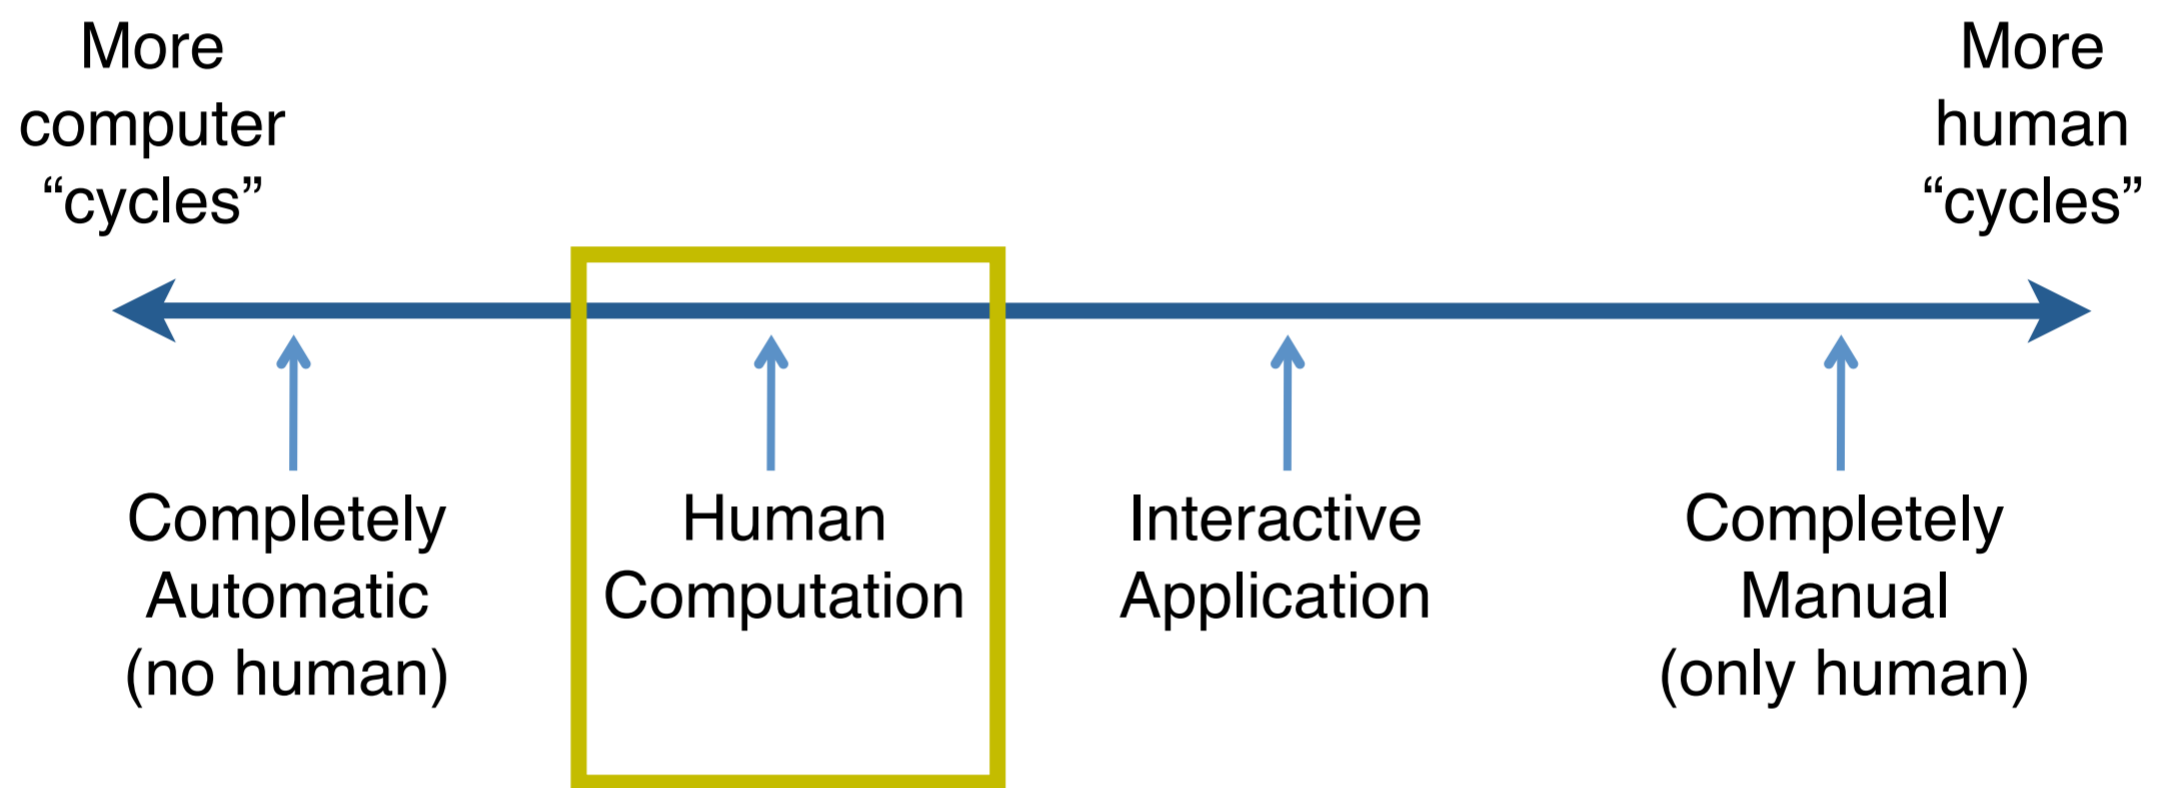 More
computer
“cycles”
More
human
“cycles”
Completely
Automatic
(no human)
Human
Computation
Interactive
Application
Completely
Manual
(only human)